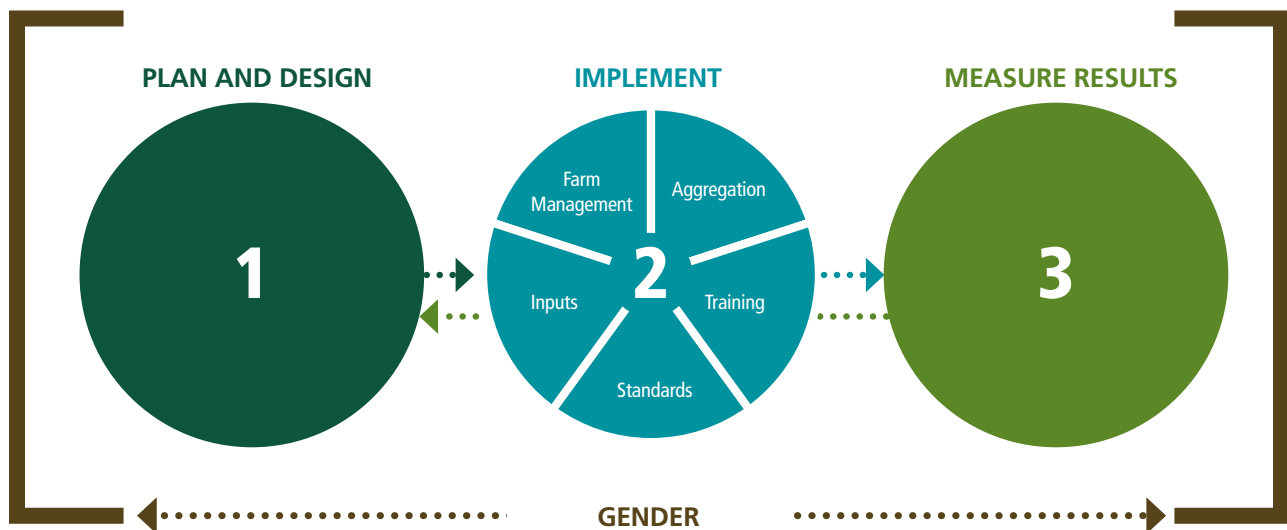 PLAN AND DESIGN
IMPLEMENT
MEASURE RESULTS
Farm
Management
Aggregation
1
2
3
Inputs
Training
Standards
GENDER